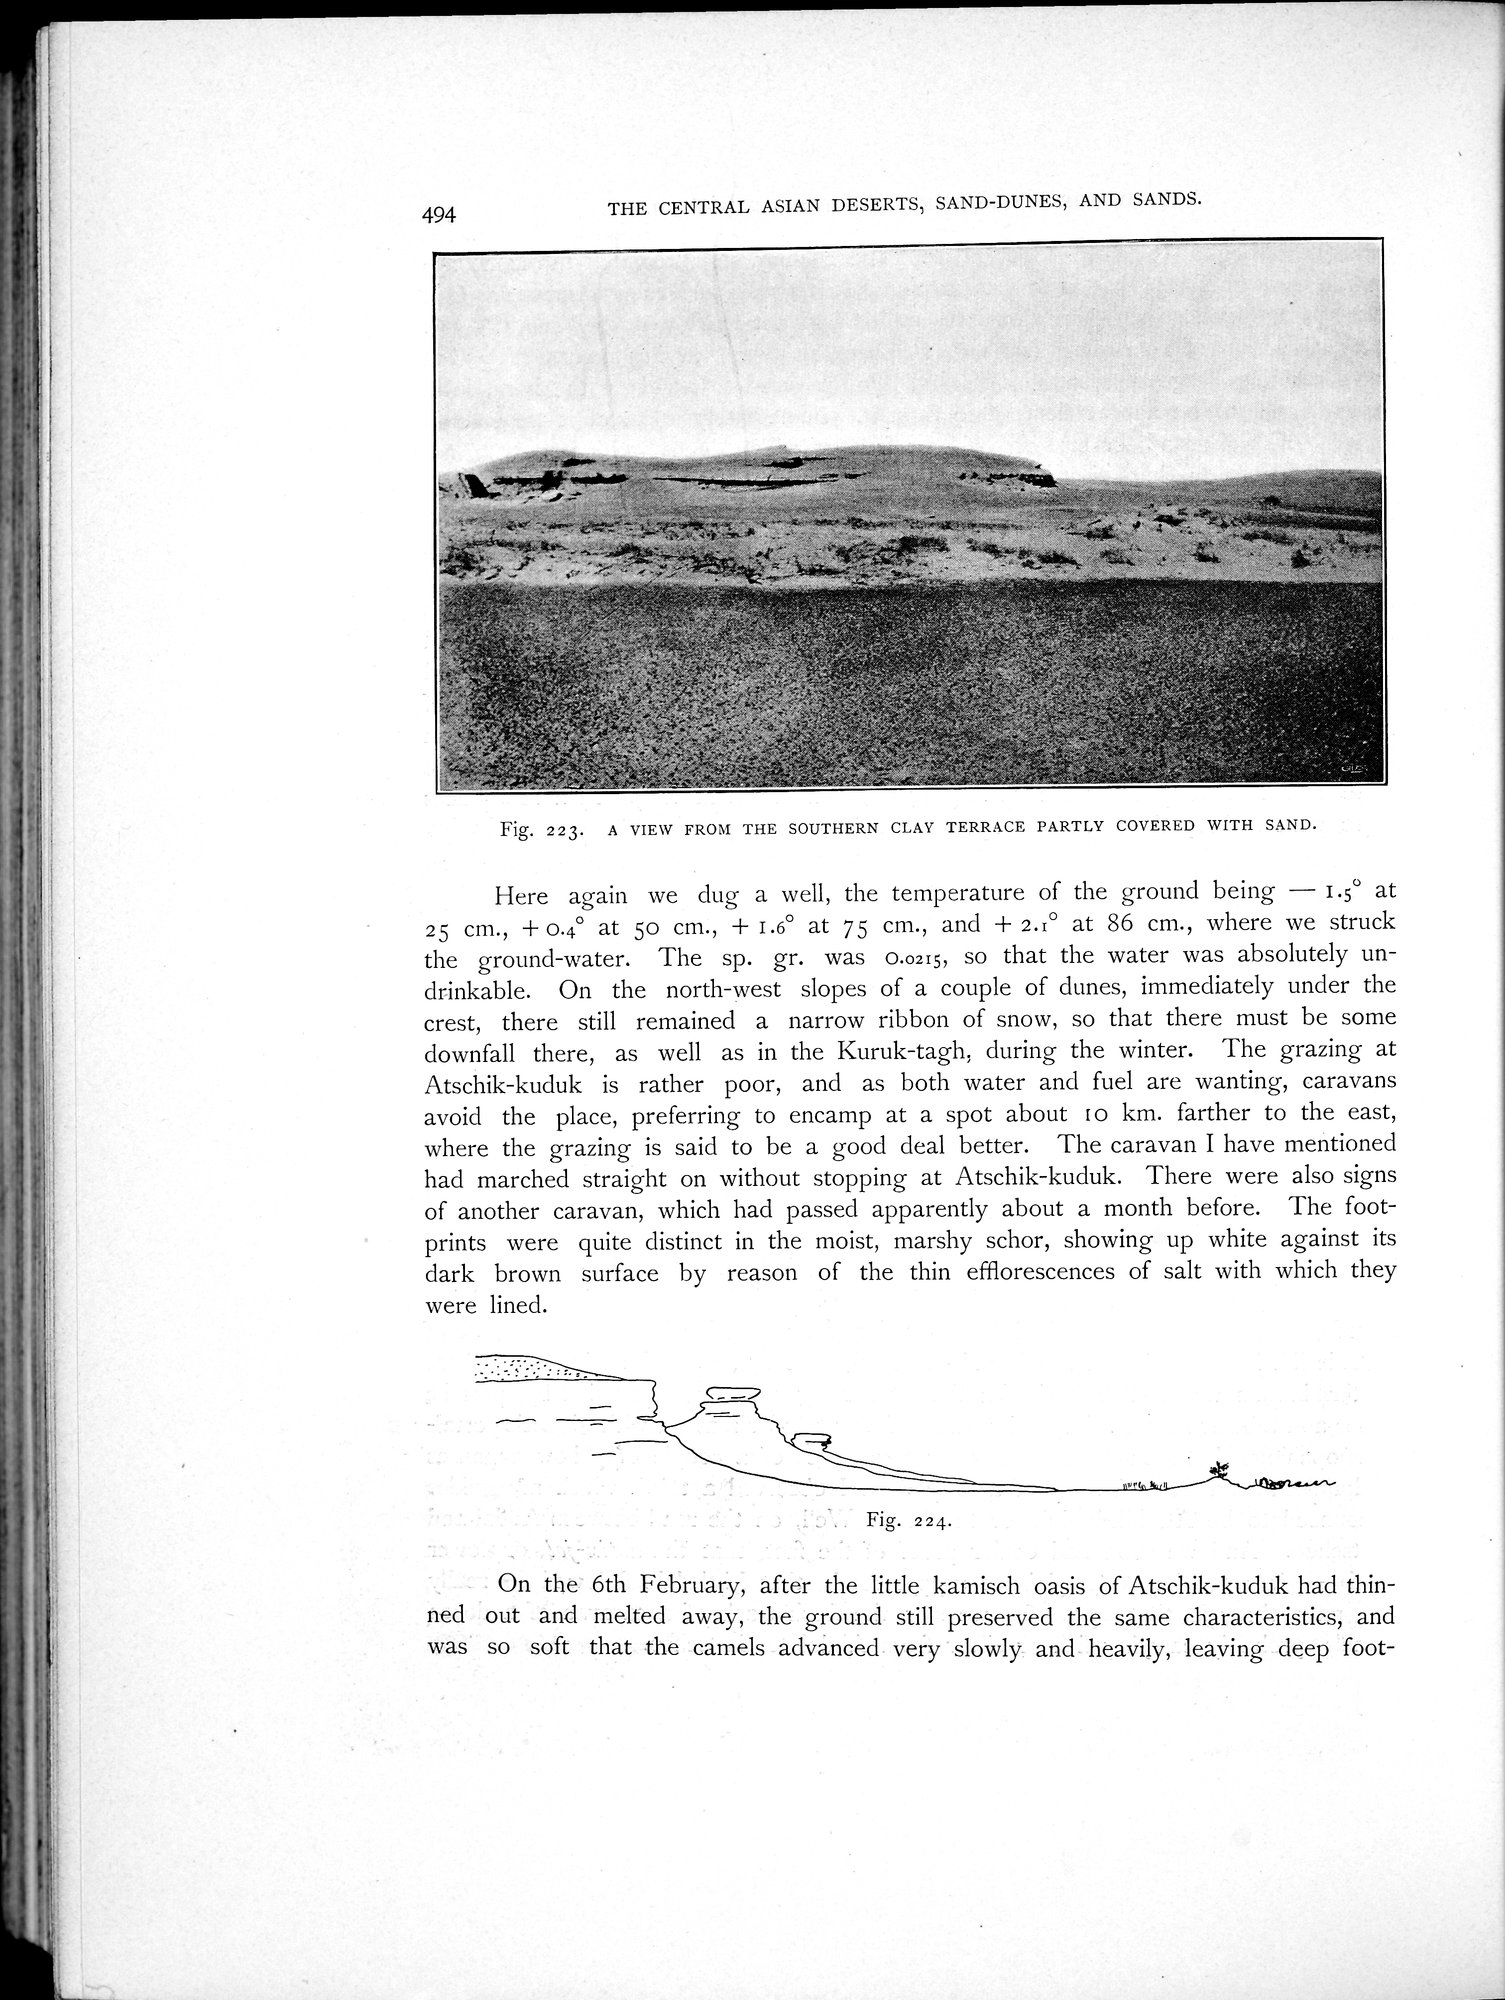 494
THE CENTRAL ASIAN DESERTS, SAND-DUNES, AND SANDS.
Fig. 223. A VIEW FROM THE SOUTHERN CLAY TERRACE PARTLY COVERED WITH SAND.
Here again we dug a well, the temperature of the ground being — 1.5° at
25 cm., + 0.4° at 50 cm., + 1.6° at 75 cm., and + 2.1° at 86 cm., where we struck
the ground-water. The sp. gr. was 0.0215, so that the water was absolutely un-
drinkable. On the north-west slopes of a couple of dunes, immediately under the
crest, there still remained a narrow ribbon of snow, so that there must be some
downfall there, as well as in the Kuruk-tagh, during the winter. The grazing at
Atschik-kuduk is rather poor, and as both water and fuel are wanting, caravans
avoid the place, preferring to encamp at a spot about 10 km. farther to the east,
where the grazing is said to be a good deal better. The caravan I have mentioned
had marched straight on without stopping at Atschik-kuduk. There were also signs
of another caravan, which had passed apparently about a month before. The foot-
prints were quite distinct in the moist, marshy schor, showing up white against its
dark brown surface by reason of the thin efflorescences of salt with which they
were lined.
Fig. 224.
On the 6th February, after the little kamisch oasis of Atschik-kuduk had thin-
ned out and melted away, the ground still preserved the same characteristics, and
was so soft that the camels advanced very slowly and heavily, leaving deep foot-